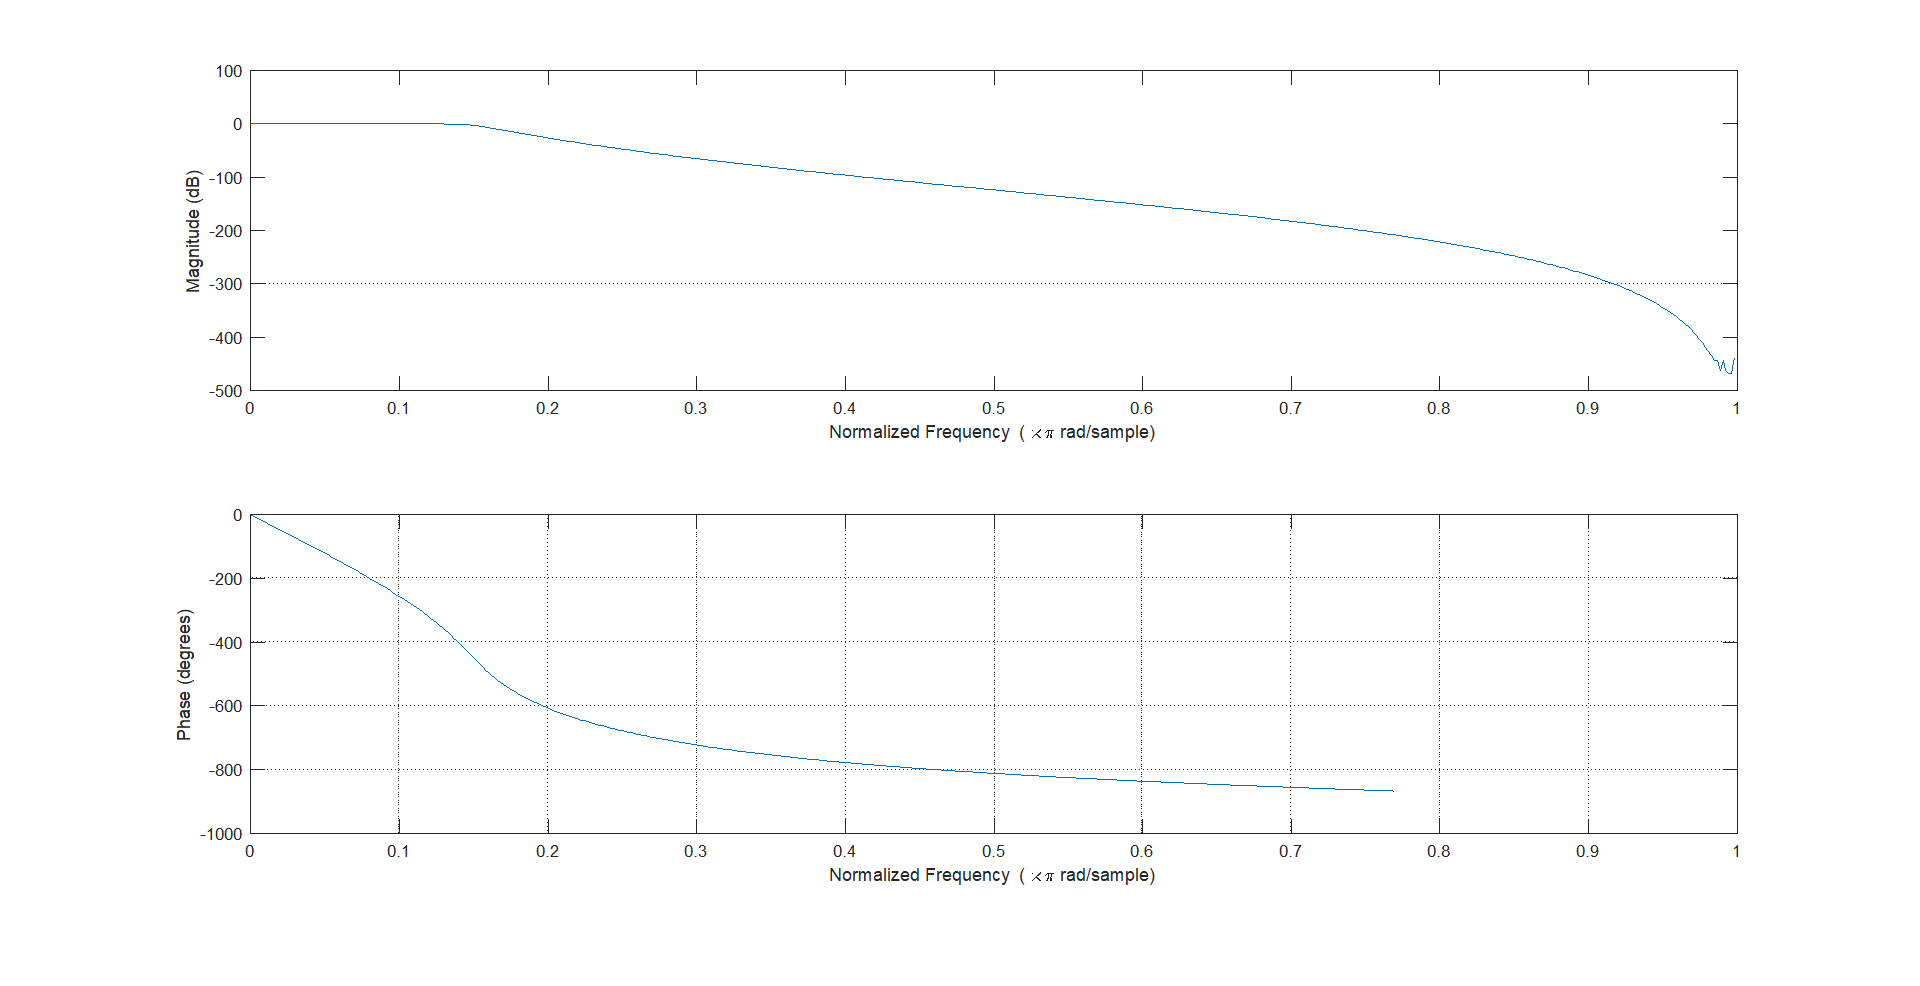 100
0
-100
-200
-300
-400
-500
Magnitude (dB)
0 0.1 0.2 0.3 0.4 0.5 0.6 0.7 0.8 0.9 1
Normalized Frequency (×π rad/sample)
0
-200
-400
-600
-800
-1000
Phase (degrees)
0 0.1 0.2 0.3 0.4 0.5 0.6 0.7 0.8 0.9 1
Normalized Frequency (×π rad/sample)